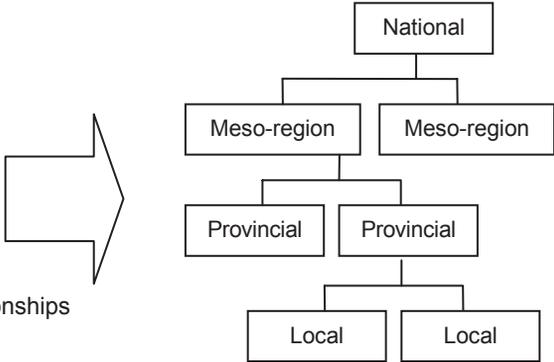 National
Meso-region Meso-region
Provincial Provincial
onships
Local Local